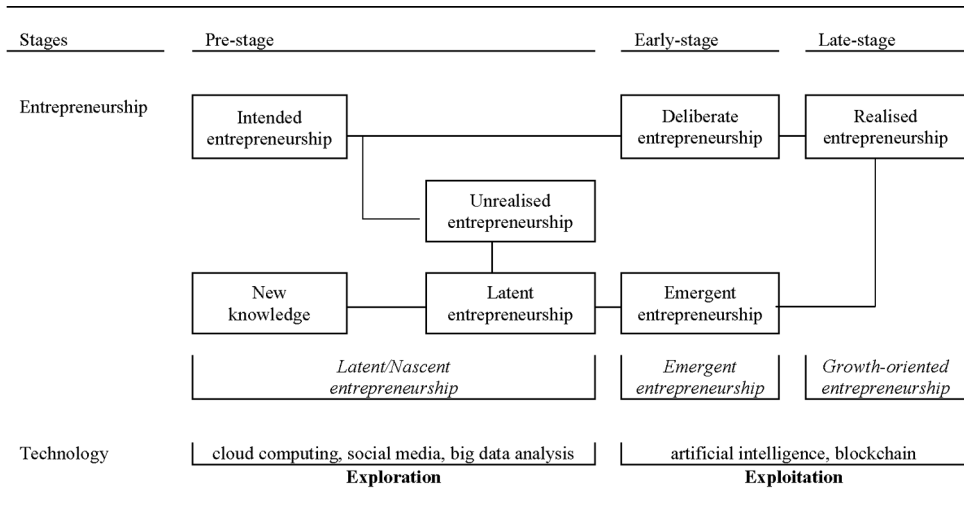 Stages
Pre-stage
Early-stage
Late-stage
Entrepreneurship
Intended
entrepreneurship
Deliberate
entrepreneurship
Realised
entrepreneurship
Unrealised
entrepreneurship
New
knowledge
Latent
entrepreneurship
Emergent
entrepreneurship
Latent/Nascent
entrepreneurship
Emergent
entrepreneurship
Growth-oriented
entrepreneurship
Technology
cloud computing, social media, big data analysis
artificial intelligence, blockchain
Exploration
Exploitation